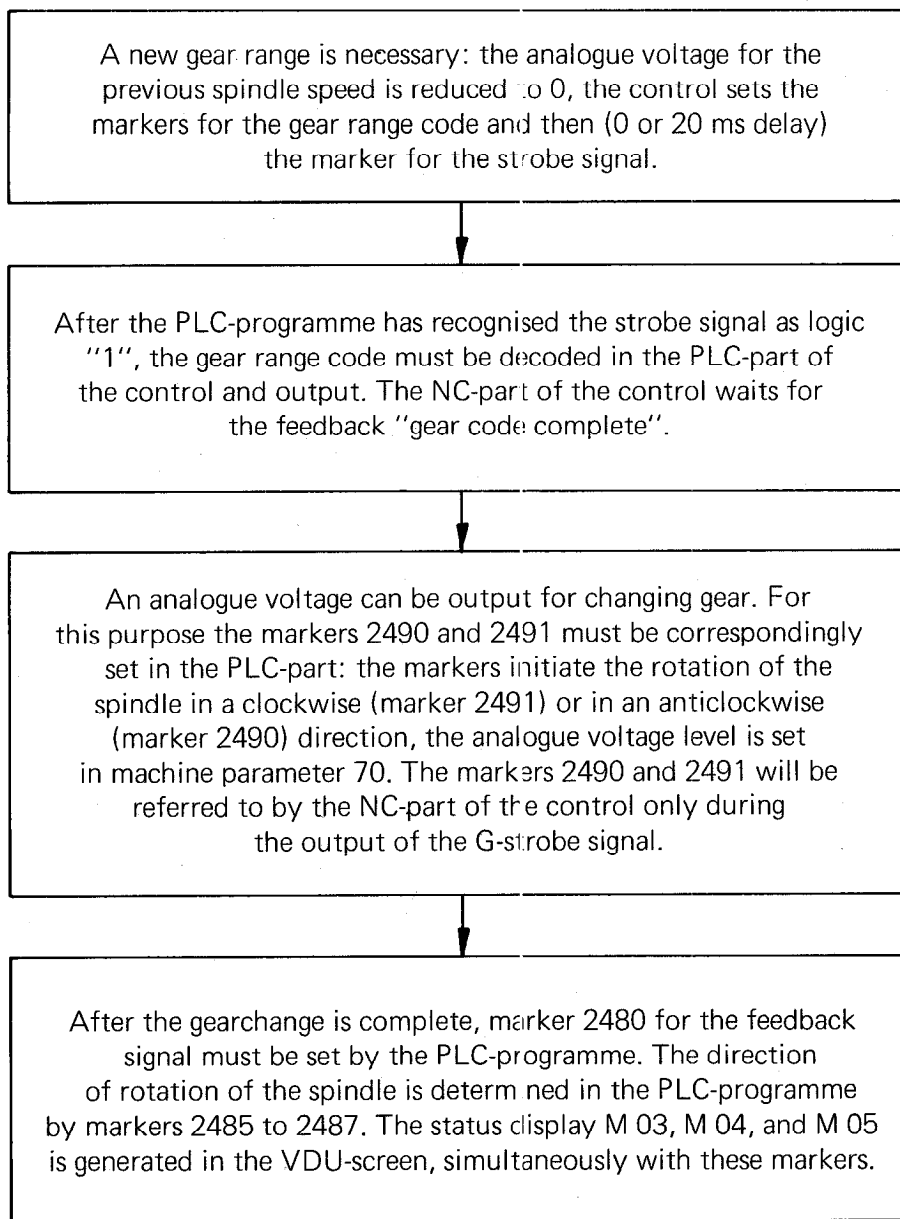 A new gear range is necessary: the analogue voltage for the
previous spindle speed is reduced to 0, the control sets the
markers for the gear range code and then (0 or 20 ms delay)
the marker for the strobe signal.
After the PLC-programme has recognised the strobe signal as logic
"1", the gear range code must be decoded in the PLC-part of
the control and output. The NC-part of the control waits for
the feedback "gear code complete".
An analogue voltage can be output for changing gear. For
this purpose the markers 2490 and 2491 must be correspondingly
set in the PLC-part: the markers initiate the rotation of the
spindle in a clockwise (marker 2491) or in an anticlockwise
(marker 2490) direction, the analogue voltage level is set
in machine parameter 70. The markers 2490 and 2491 will be
referred to by the NC-part of the control only during
the output of the G-strobe signal.
After the gearchange is complete, marker 2480 for the feedback
signal must be set by the PLC-programme. The direction
of rotation of the spindle is determined in the PLC-programme
by markers 2485 to 2487. The status display M 03, M 04, and M 05
is generated in the VDU-screen, simultaneously with these markers.